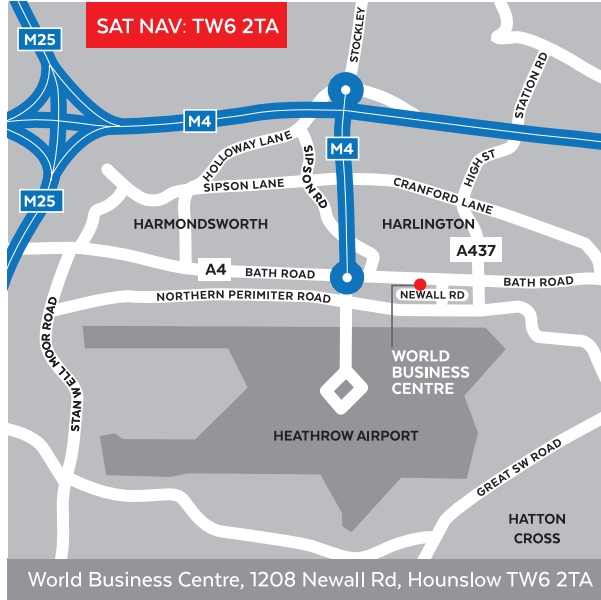 M25
SAT NAV: TW6 2TA
STOCKLEY
STATION RD
M4
HOLLOWAY LANE
M4
SIPSON RD
HIGH ST
SIPSON LANE
CRANFORD LANE
M25
HARMONDSWORTH
HARLINGTON
A437
A4
BATH ROAD
BATH ROAD
NORTHERN PERIMITER ROAD
NEWALL RD
STANWELL MOOR ROAD
WORLD
BUSINESS
CENTRE
HEATHROW AIRPORT
GREAT SW ROAD
HATTON
CROSS
World Business Centre, 1208 Newall Rd, Hounslow TW6 2TA